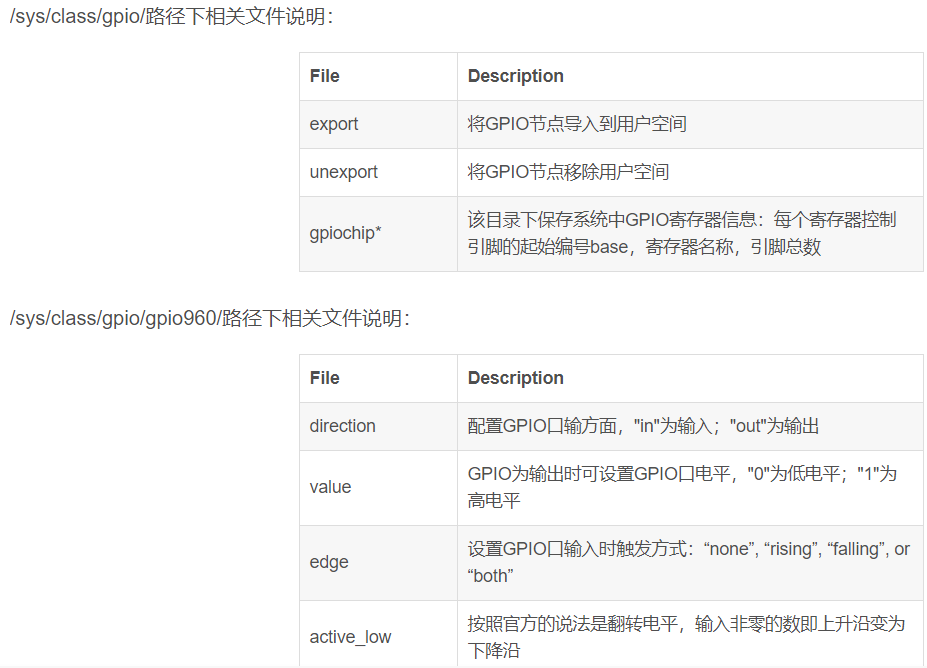 /sys/class/gpio/路径下相关文件说明：
File Description
export 将GPIO节点导入到用户空间
unexport 将GPIO节点移除用户空间
gpiochip* 该目录下保存系统中GPIO寄存器信息：每个寄存器控制
引脚的起始编号base，寄存器名称，引脚总数
/sys/class/gpio/gpio960/路径下相关文件说明：
File Description
direction 配置GPIO口输方面，"in"为输入；"out"为输出
value GPIO为输出时可设置GPIO口电平，"0"为低电平；"1"为
高电平
edge 设置GPIO口输入时触发方式：“none”, “rising”, “falling”, or
“both”
active_low 按照官方的说法是翻转电平，输入非零的数即上升沿变为
下降沿